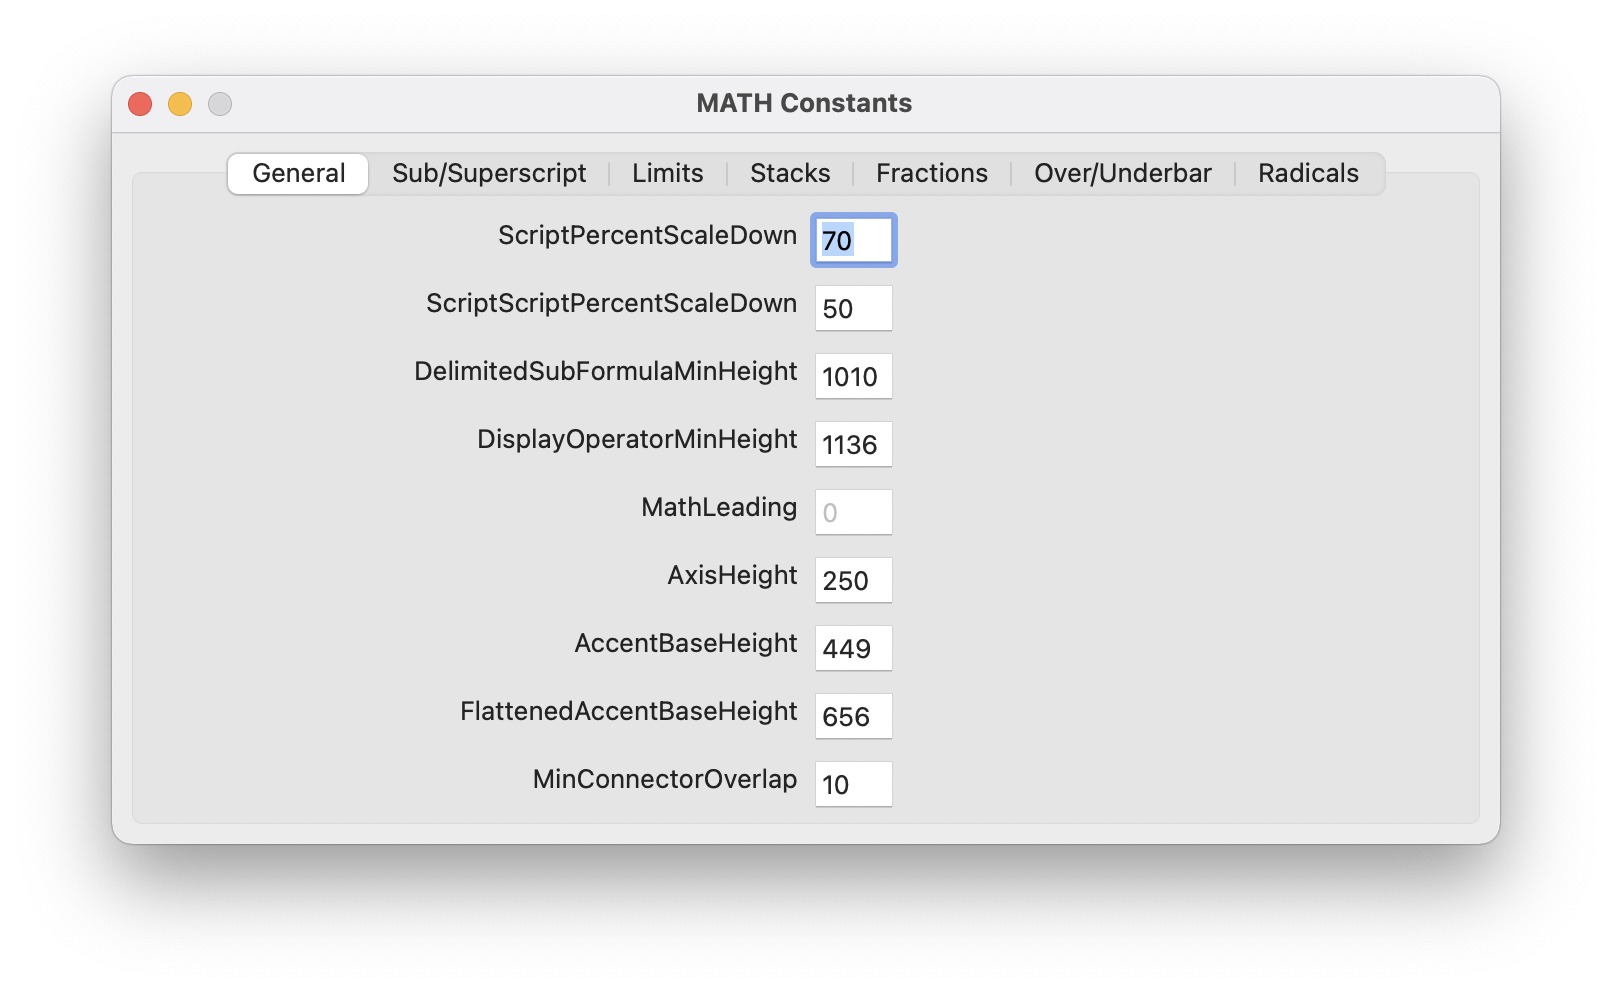 MATH Constants
General Sub/Superscript Limits Stacks Fractions Over/Underbar Radicals
ScriptPercentScaleDown 70
ScriptScriptPercentScaleDown 50
DelimitedSubFormulaMinHeight 1010
DisplayOperatorMinHeight 1136
MathLeading 0
AxisHeight 250
AccentBaseHeight 449
FlattenedAccentBaseHeight 656
MinConnectorOverlap 10